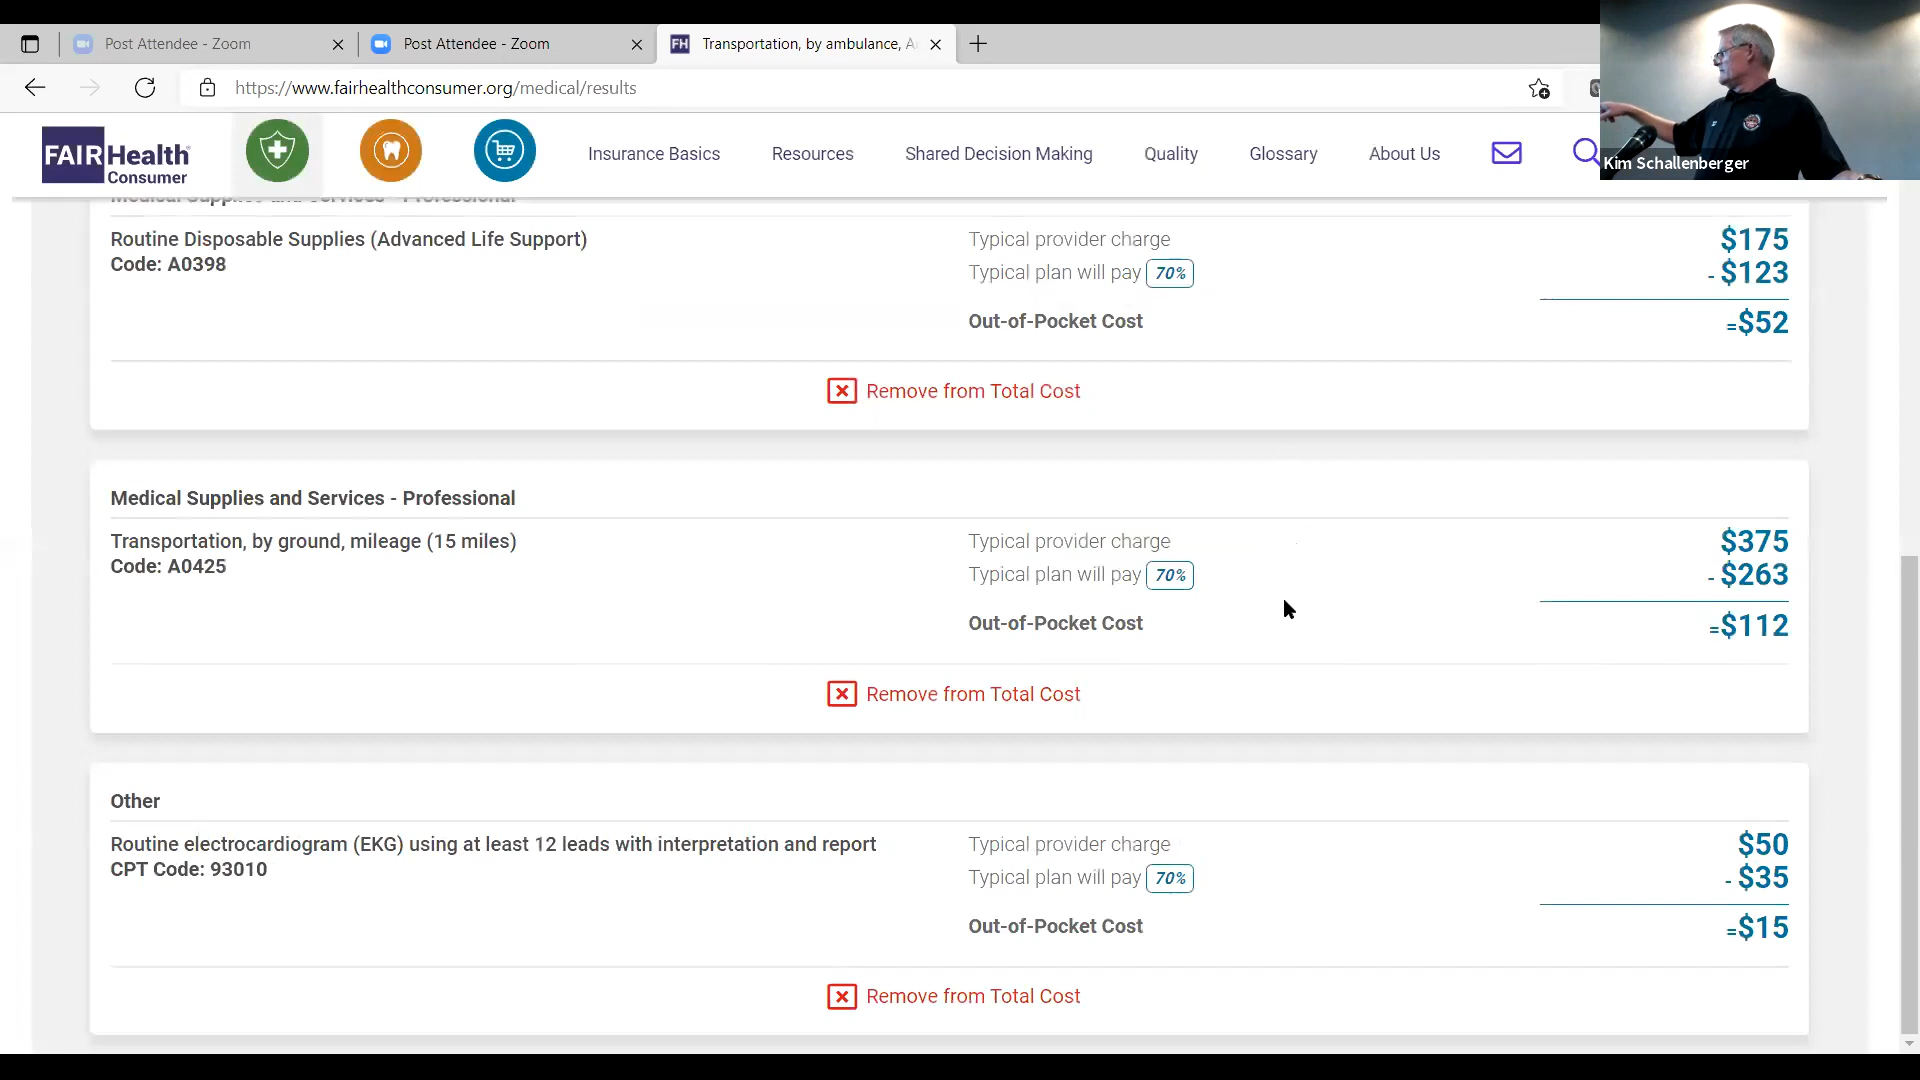 Post Attendee - Zoom
Post Attendee - Zoom
FH
Transportation, by ambulance, A
https://www.fairhealthconsumer.org/medical/results
FAIR Health
Consumer
Insurance Basics
Resources
Shared Decision Making
Quality
Glossary
About Us
Kim Schallenberger
Medical Supplies and Services - Professional
Routine Disposable Supplies (Advanced Life Support)
Code: A0398
Typical provider charge
$175
Typical plan will pay 70%
- $123
Out-of-Pocket Cost
=$52
Remove from Total Cost
Medical Supplies and Services - Professional
Transportation, by ground, mileage (15 miles)
Code: A0425
Typical provider charge
$375
Typical plan will pay 70%
- $263
Out-of-Pocket Cost
=$112
Remove from Total Cost
Other
Routine electrocardiogram (EKG) using at least 12 leads with interpretation and report
CPT Code: 93010
Typical provider charge
$50
Typical plan will pay 70%
- $35
Out-of-Pocket Cost
=$15
Remove from Total Cost